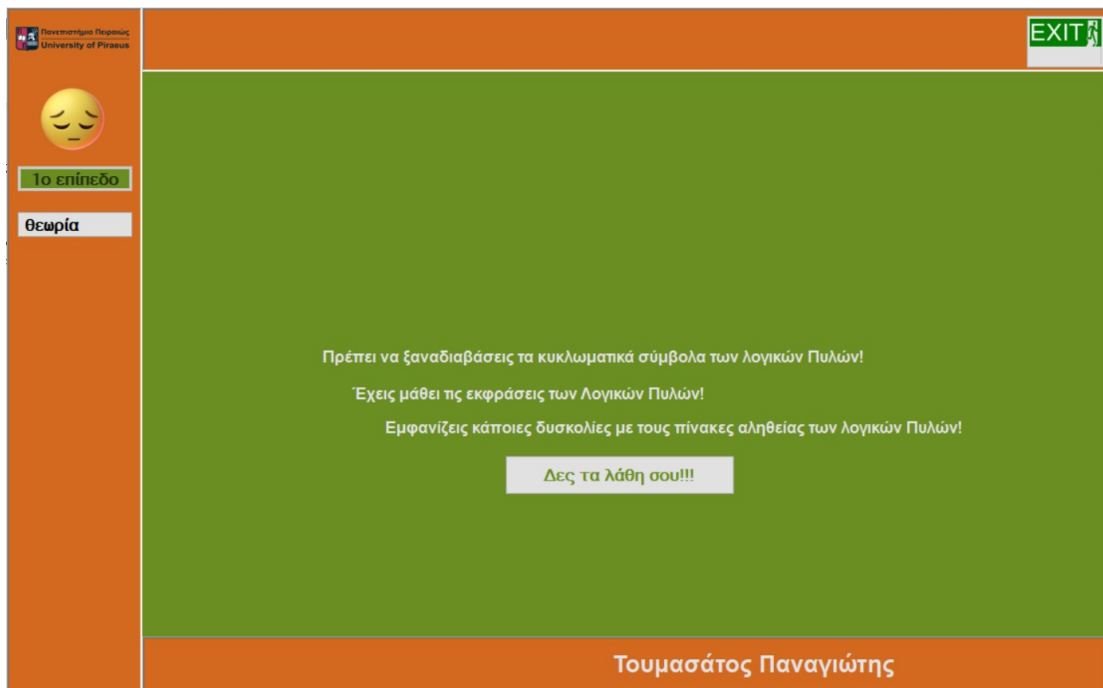 Πανεπιστήμιο Πειραιώς
University of Piraeus
EXIT
1ο επίπεδο
θεωρία
Πρέπει να ξαναδιαβάσεις τα κυκλωματικά σύμβολα των λογικών Πυλών!
Έχεις μάθει τις εκφράσεις των Λογικών Πυλών!
Εμφανίζεις κάποιες δυσκολίες με τους πίνακες αληθείας των λογικών Πυλών!
Δες τα λάθη σου!!!
Τουμασάτος Παναγιώτης